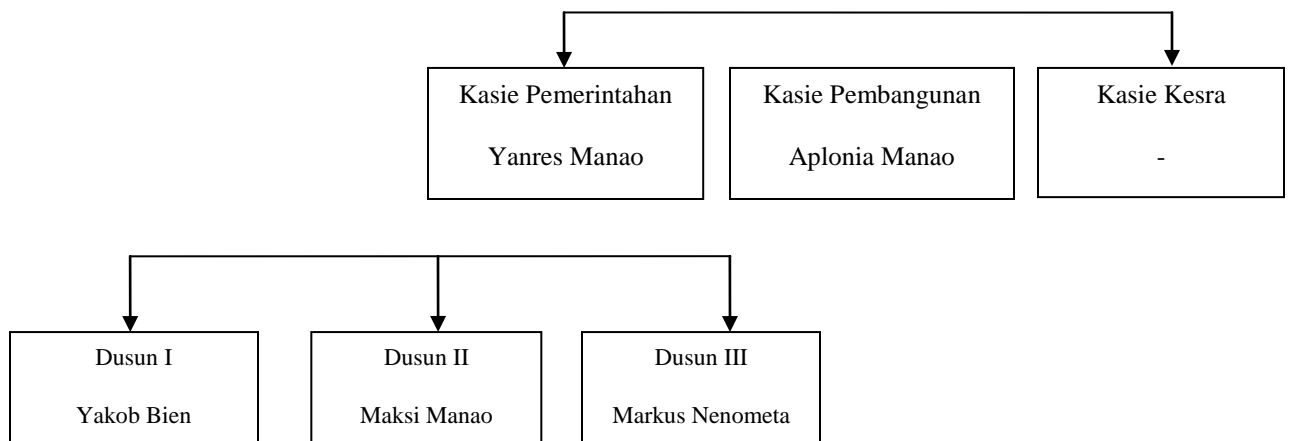 Kasie Pemerintahan
Yanres Manao
Kasie Pembangunan
Aplonia Manao
Kasie Kesra
-
Dusun I
Yakob Bien
Dusun II
Maksi Manao
Dusun III
Markus Nenometa